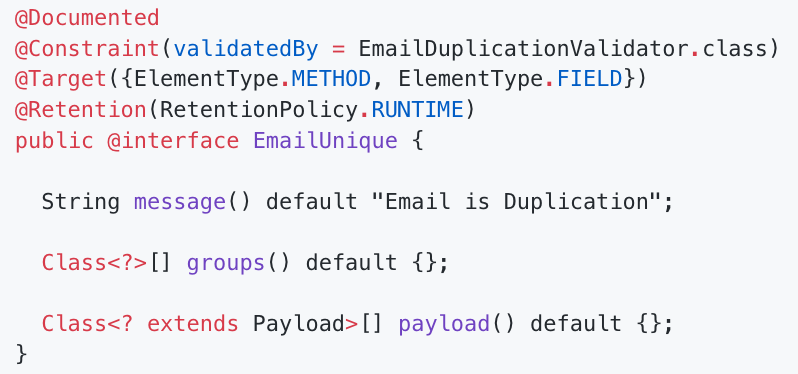 @Documented
@Constraint(validatedBy = EmailDuplicationValidator.class)
@Target({ElementType.METHOD, ElementType.FIELD})
@Retention(RetentionPolicy.RUNTIME)
public @interface EmailUnique {
String message() default "Email is Duplication";
Class<?>[] groups() default {};
Class<? extends Payload>[] payload() default {};
}